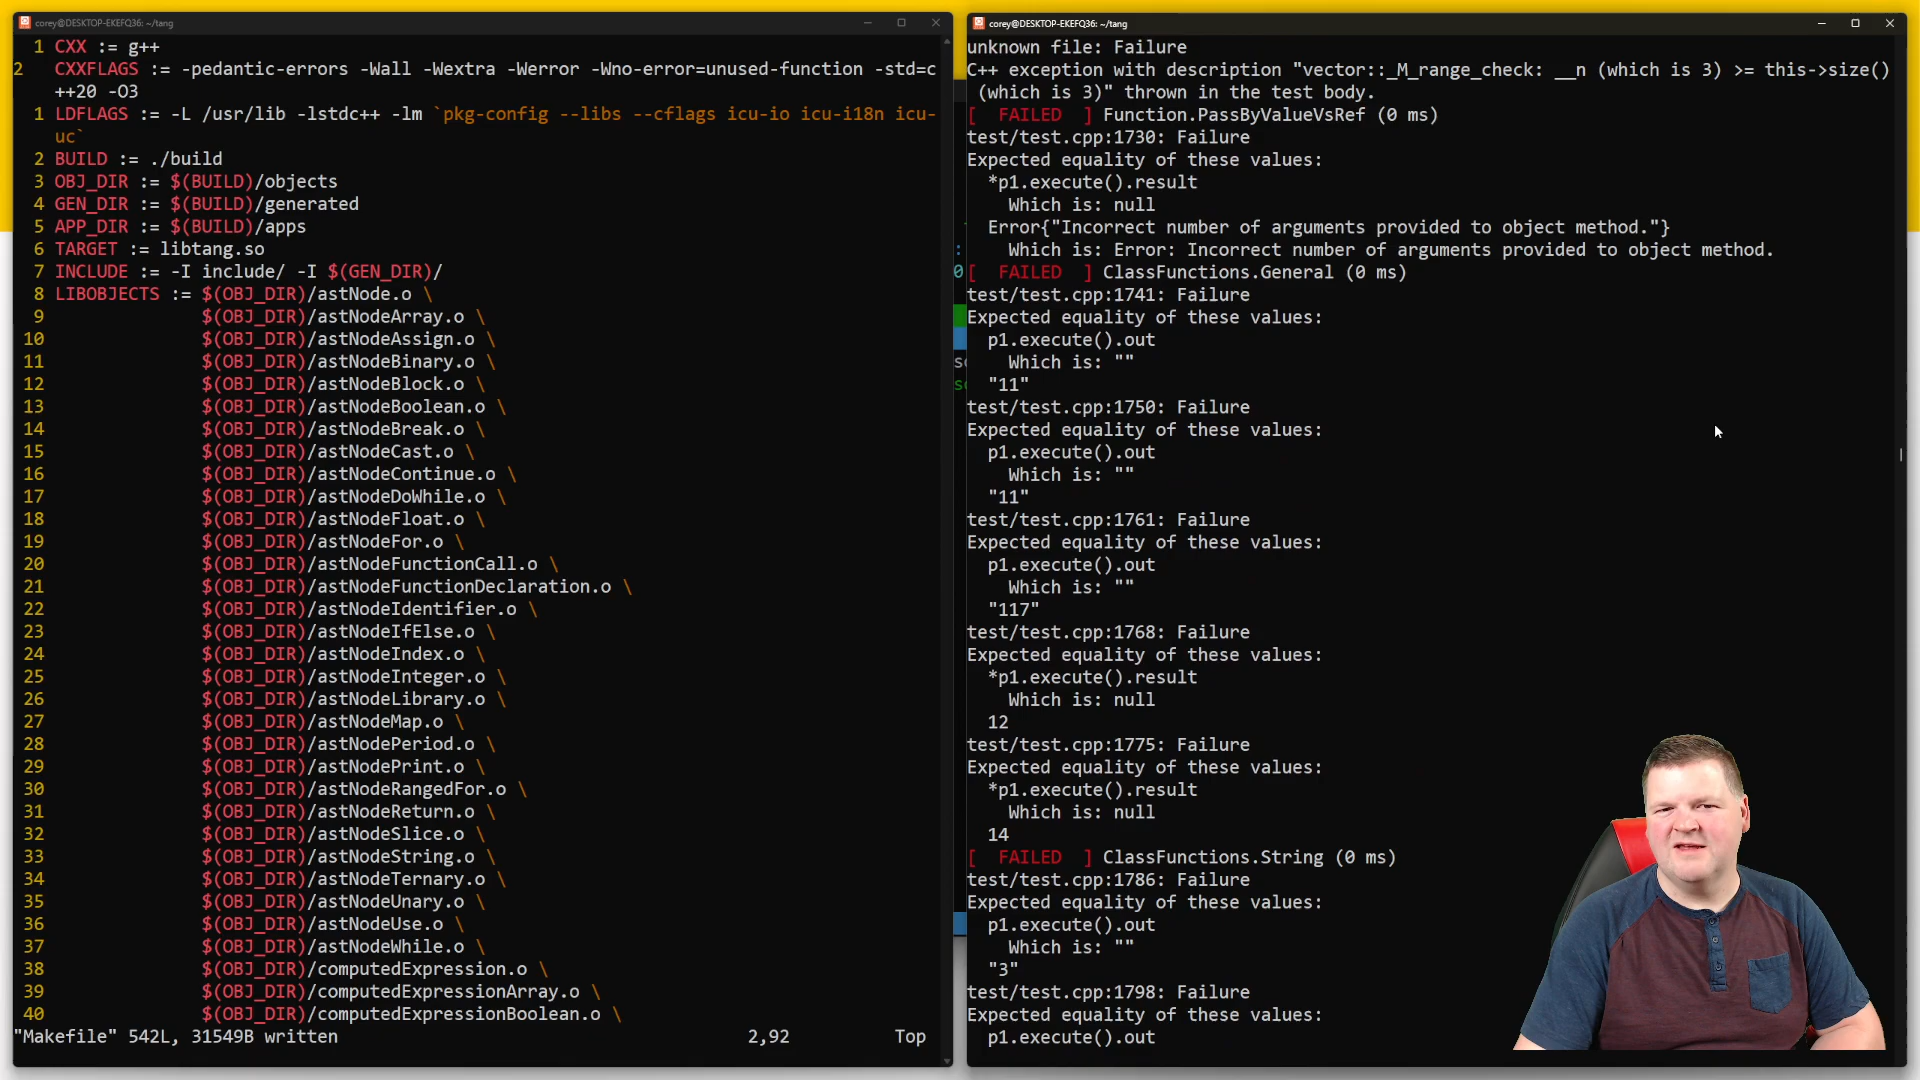 corey@DESKTOP-EKEFQ36: ~/tang
1 CXX := g++
2 CXXFLAGS := -pedantic-errors -Wall -Wextra -Werror -Wno-error=unused-function -std=c
++20 -O3
1 LDFLAGS := -L /usr/lib -lstdc++ -lm `pkg-config --libs --cflags icu-io icu-i18n icu-
uc`
2 BUILD := ./build
3 OBJ_DIR := $(BUILD)/objects
4 GEN_DIR := $(BUILD)/generated
5 APP_DIR := $(BUILD)/apps
6 TARGET := libtang.so
7 INCLUDE := -I include/ -I $(GEN_DIR)/
8 LIBOBJECTS := $(OBJ_DIR)/astNode.o \
9 $(OBJ_DIR)/astNodeArray.o \
10 $(OBJ_DIR)/astNodeAssign.o \
11 $(OBJ_DIR)/astNodeBinary.o \
12 $(OBJ_DIR)/astNodeBlock.o \
13 $(OBJ_DIR)/astNodeBoolean.o \
14 $(OBJ_DIR)/astNodeBreak.o \
15 $(OBJ_DIR)/astNodeCast.o \
16 $(OBJ_DIR)/astNodeContinue.o \
17 $(OBJ_DIR)/astNodeDoWhile.o \
18 $(OBJ_DIR)/astNodeFloat.o \
19 $(OBJ_DIR)/astNodeFor.o \
20 $(OBJ_DIR)/astNodeFunctionCall.o \
21 $(OBJ_DIR)/astNodeFunctionDeclaration.o \
22 $(OBJ_DIR)/astNodeIdentifier.o \
23 $(OBJ_DIR)/astNodeIfElse.o \
24 $(OBJ_DIR)/astNodeIndex.o \
25 $(OBJ_DIR)/astNodeInteger.o \
26 $(OBJ_DIR)/astNodeLibrary.o \
27 $(OBJ_DIR)/astNodeMap.o \
28 $(OBJ_DIR)/astNodePeriod.o \
29 $(OBJ_DIR)/astNodePrint.o \
30 $(OBJ_DIR)/astNodeRangedFor.o \
31 $(OBJ_DIR)/astNodeReturn.o \
32 $(OBJ_DIR)/astNodeSlice.o \
33 $(OBJ_DIR)/astNodeString.o \
34 $(OBJ_DIR)/astNodeTernary.o \
35 $(OBJ_DIR)/astNodeUnary.o \
36 $(OBJ_DIR)/astNodeUse.o \
37 $(OBJ_DIR)/astNodeWhile.o \
38 $(OBJ_DIR)/computedExpression.o \
39 $(OBJ_DIR)/computedExpressionArray.o \
40 $(OBJ_DIR)/computedExpressionBoolean.o \
"Makefile" 542L, 31549B written 2,92 Top
corey@DESKTOP-EKEFQ36: ~/tang
unknown file: Failure
C++ exception with description "vector::_M_range_check: __n (which is 3) >= this->size()
(which is 3)" thrown in the test body.
[  FAILED  ] Function.PassByValueVsRef (0 ms)
test/test.cpp:1730: Failure
Expected equality of these values:
*p1.execute().result
Which is: null
Error{"Incorrect number of arguments provided to object method."}
Which is: Error: Incorrect number of arguments provided to object method.
[  FAILED  ] ClassFunctions.General (0 ms)
test/test.cpp:1741: Failure
Expected equality of these values:
p1.execute().out
Which is: ""
"11"
test/test.cpp:1750: Failure
Expected equality of these values:
p1.execute().out
Which is: ""
"11"
test/test.cpp:1761: Failure
Expected equality of these values:
p1.execute().out
Which is: ""
"117"
test/test.cpp:1768: Failure
Expected equality of these values:
*p1.execute().result
Which is: null
12
test/test.cpp:1775: Failure
Expected equality of these values:
*p1.execute().result
Which is: null
14
[  FAILED  ] ClassFunctions.String (0 ms)
test/test.cpp:1786: Failure
Expected equality of these values:
p1.execute().out
Which is: ""
"3"
test/test.cpp:1798: Failure
Expected equality of these values:
p1.execute().out